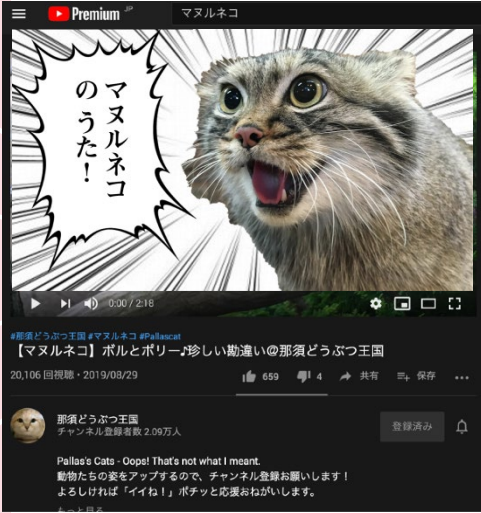 Premium JP
マヌルネコ
マヌルネコ
のうた!
0:00 / 2:18
#那須どうぶつ王国 #マヌルネコ #Pallascat
【マヌルネコ】ボルとポリー♪珍しい勘違い@那須どうぶつ王国
20,106 回視聴・2019/08/29
659
4
共有
保存
那須どうぶつ王国
チャンネル登録者数 2.09万人
登録済み
Pallas's Cats - Oops! That's not what I meant.
動物たちの姿をアップするので、チャンネル登録お願いします!
よろしければ「イイね!」ポチッと応援おねがいします。
もっと見る